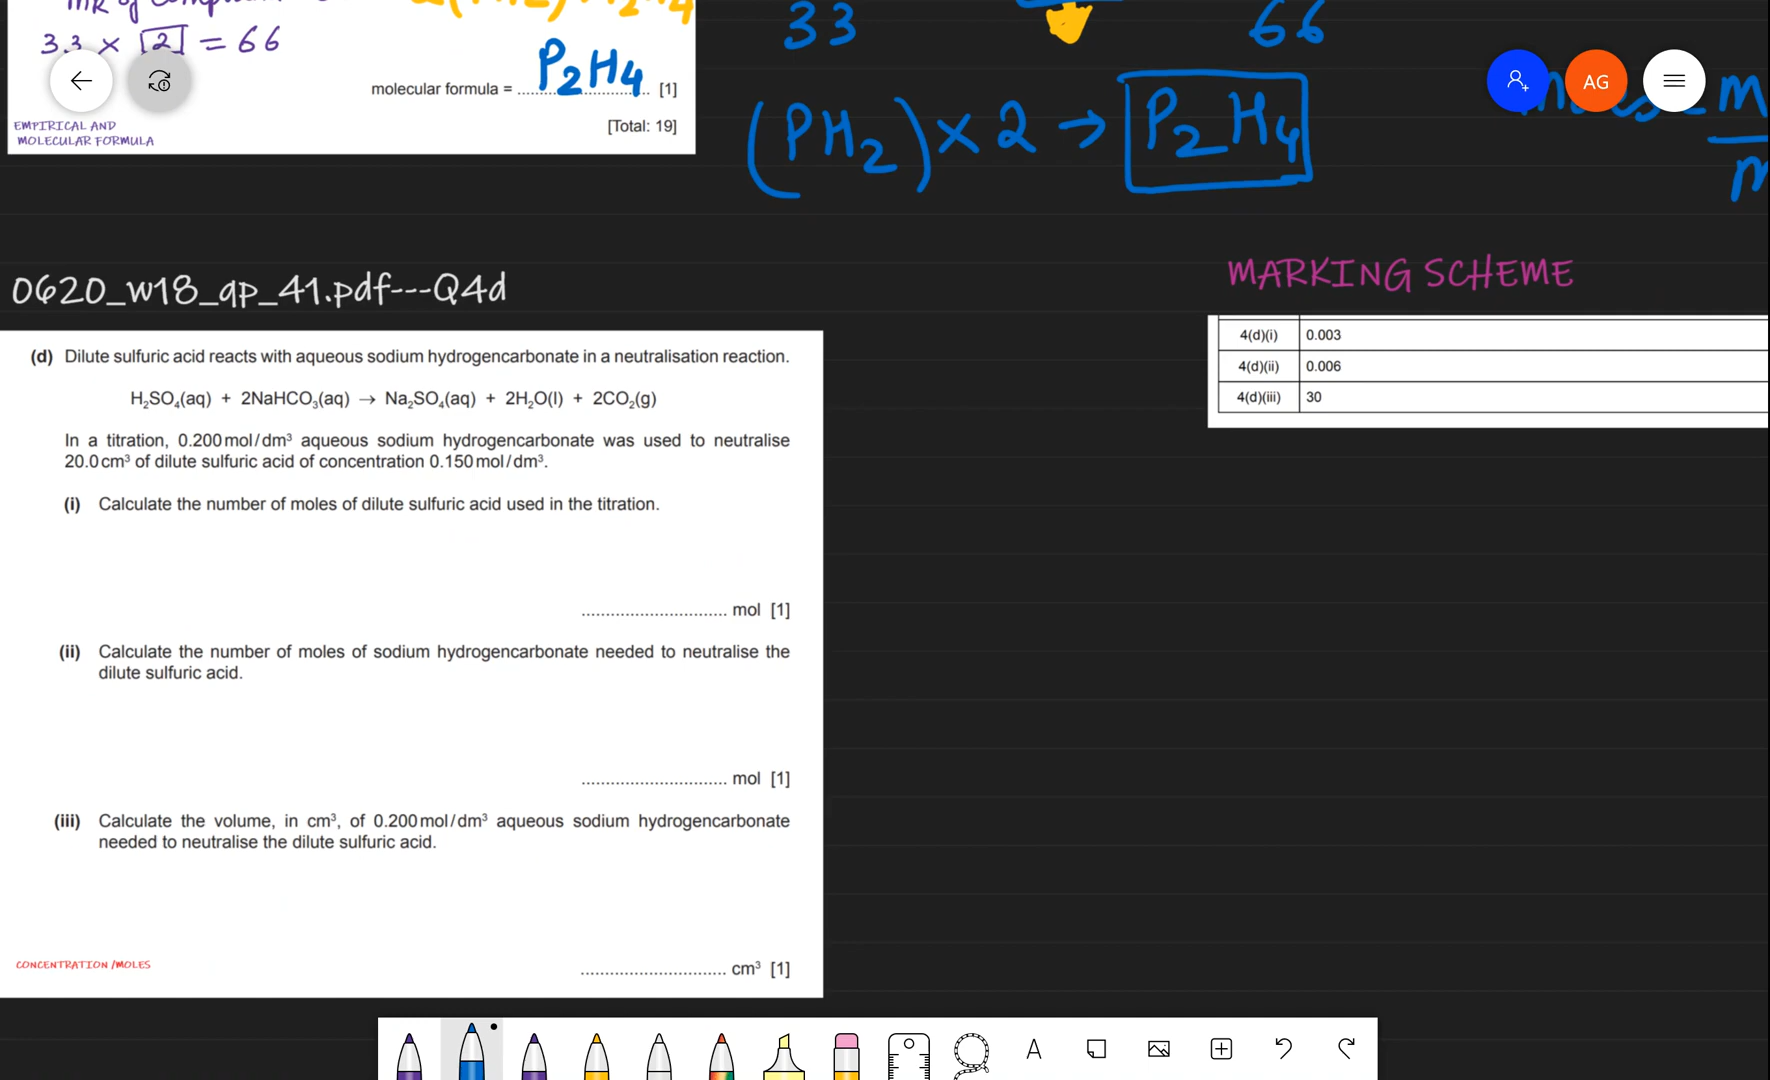 3.3 × 2 = 66
P2H4
molecular formula = ............................ [1]
[Total: 19]
EMPIRICAL AND
MOLECULAR FORMULA
33
66
(PH2) × 2 → P2H4
AG
0620_w18_qp_41.pdf---Q4d
MARKING SCHEME
4(d)(i) 0.003
4(d)(ii) 0.006
4(d)(iii) 30
(d) Dilute sulfuric acid reacts with aqueous sodium hydrogencarbonate in a neutralisation reaction.
H₂SO₄(aq) + 2NaHCO₃(aq) → Na₂SO₄(aq) + 2H₂O(l) + 2CO₂(g)
In a titration, 0.200 mol/dm³ aqueous sodium hydrogencarbonate was used to neutralise
20.0 cm³ of dilute sulfuric acid of concentration 0.150 mol/dm³.
(i) Calculate the number of moles of dilute sulfuric acid used in the titration.
.............................. mol [1]
(ii) Calculate the number of moles of sodium hydrogencarbonate needed to neutralise the
dilute sulfuric acid.
.............................. mol [1]
(iii) Calculate the volume, in cm³, of 0.200 mol/dm³ aqueous sodium hydrogencarbonate
needed to neutralise the dilute sulfuric acid.
CONCENTRATION /MOLES
.............................. cm³ [1]